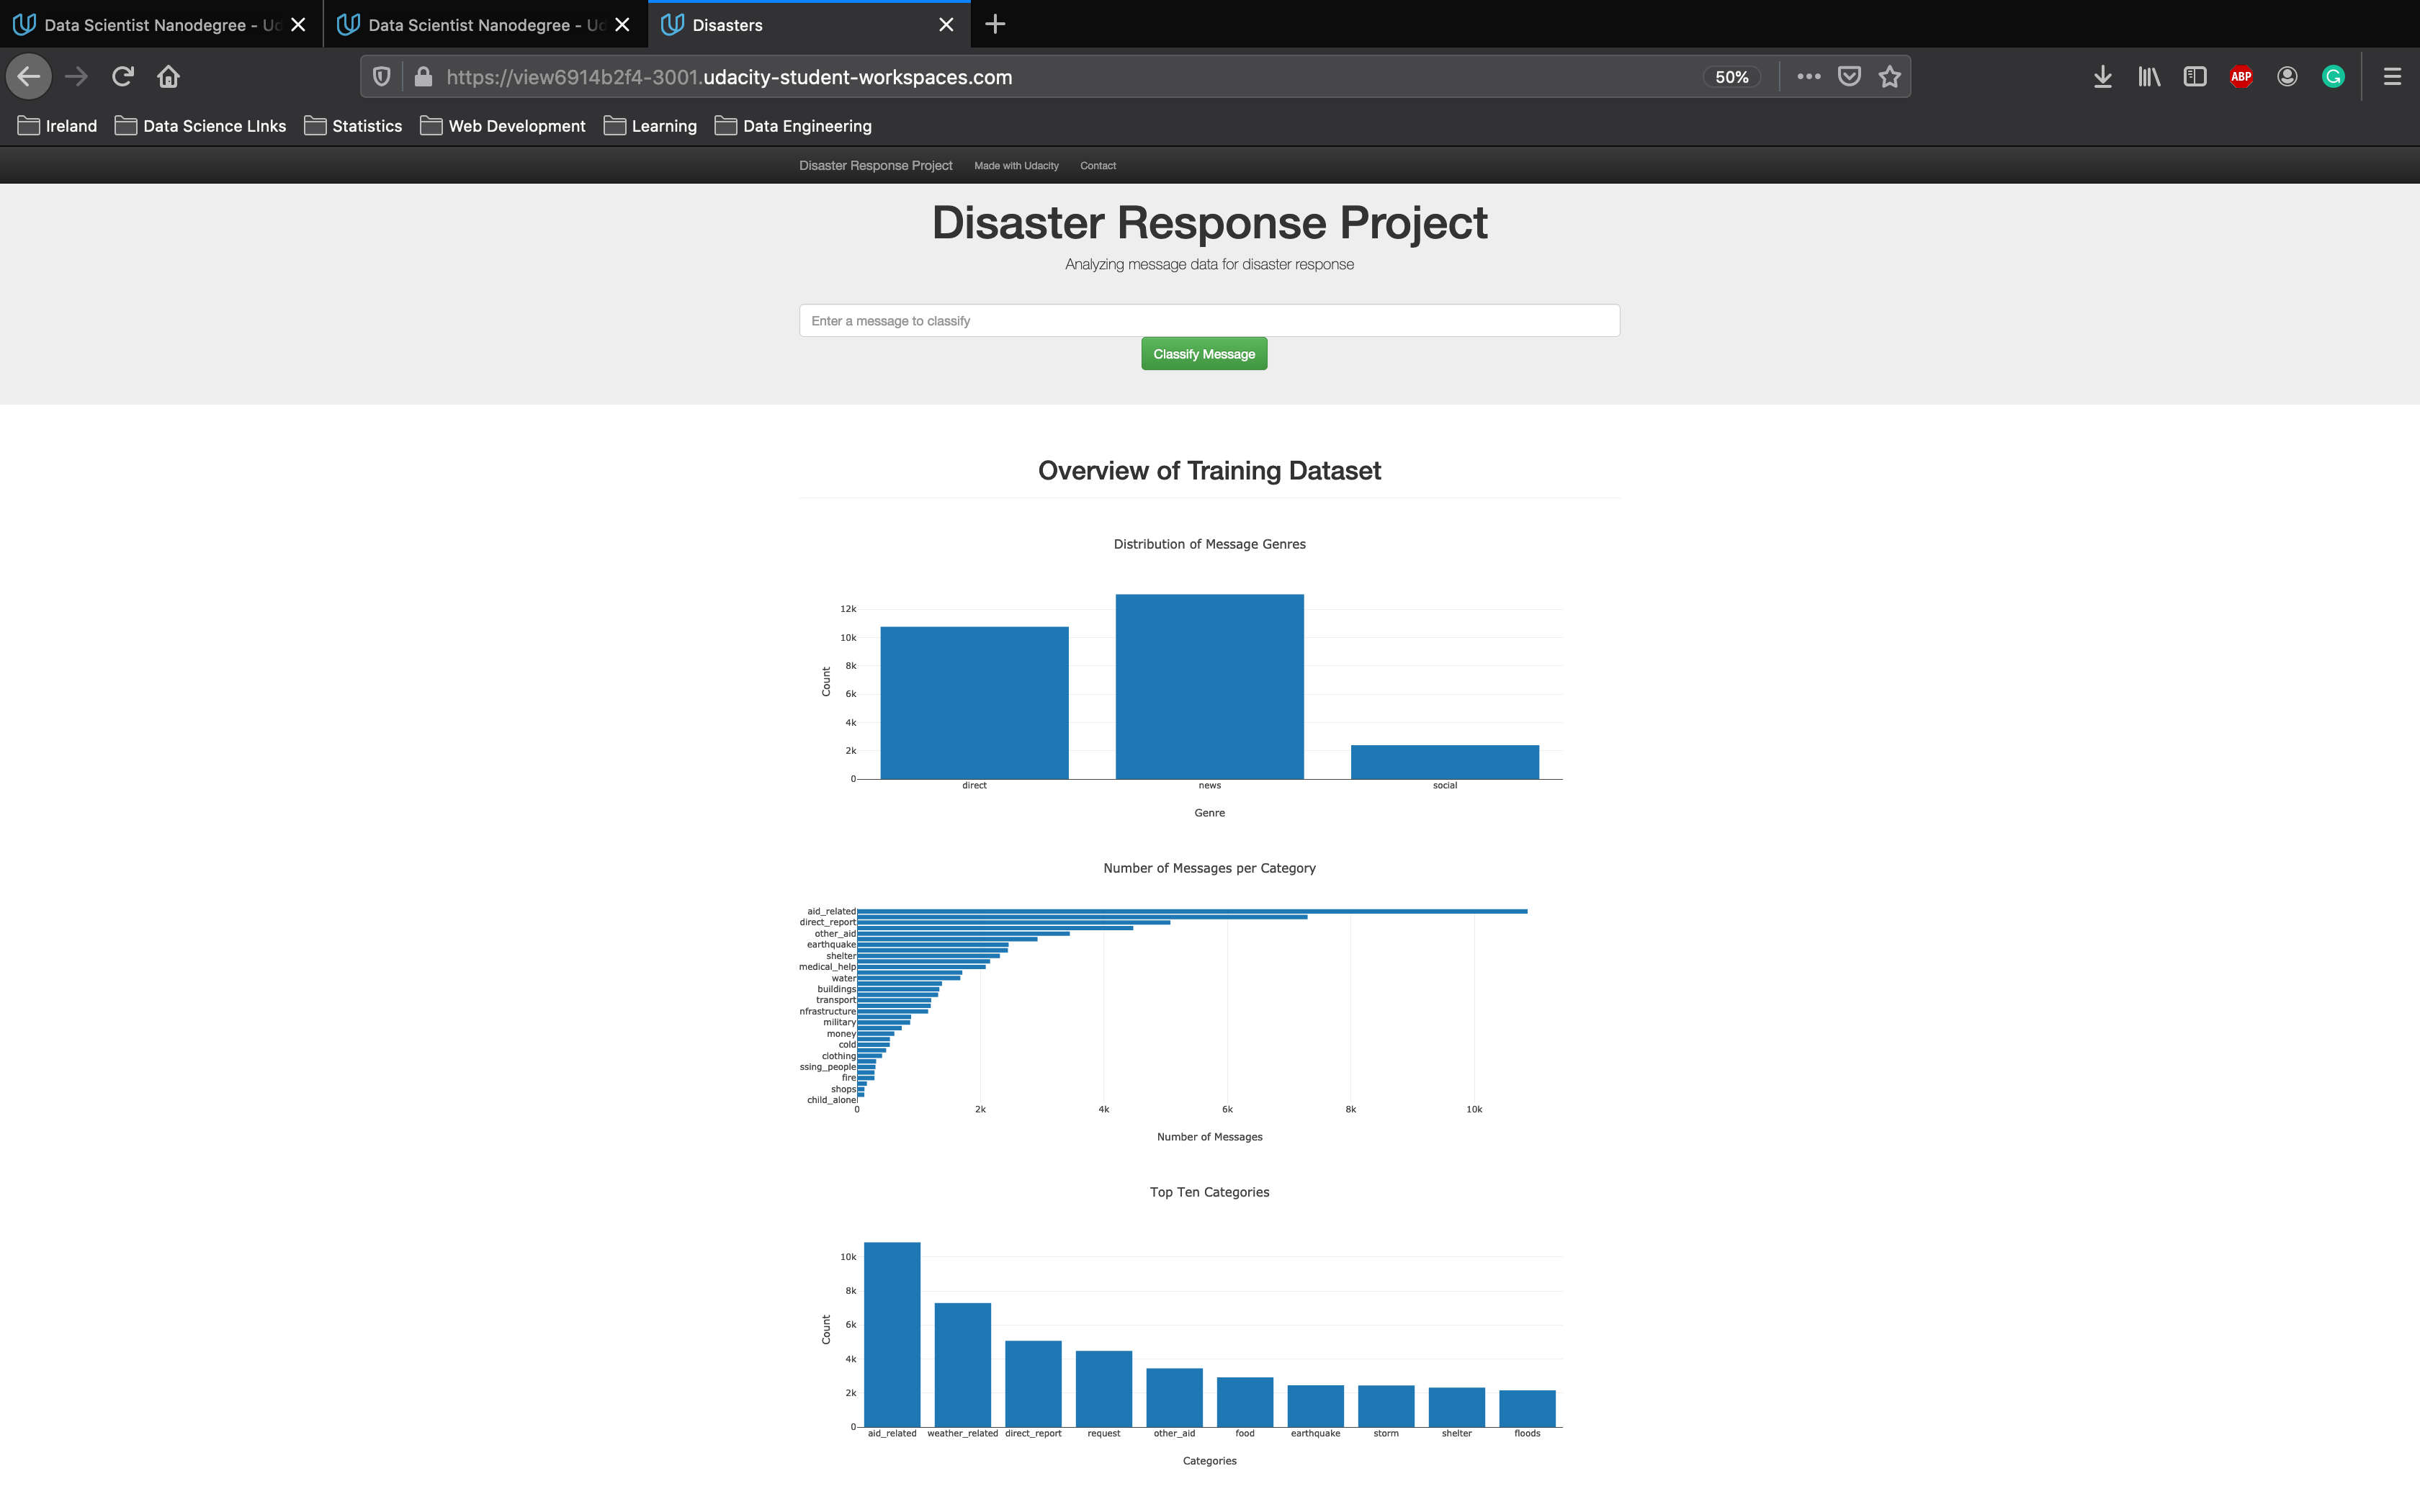 Data Scientist Nanodegree - Ud
Data Scientist Nanodegree - Ud
Disasters
https://view6914b2f4-3001.udacity-student-workspaces.com
50%
ABP
Ireland
Data Science LInks
Statistics
Web Development
Learning
Data Engineering
Disaster Response Project
Made with Udacity
Contact
Disaster Response Project
Analyzing message data for disaster response
Enter a message to classify
Classify Message
Overview of Training Dataset
Distribution of Message Genres
12k
10k
8k
6k
4k
2k
0
Count
direct
news
social
Genre
Number of Messages per Category
aid_related
direct_report
other_aid
earthquake
shelter
medical_help
water
buildings
transport
nfrastructure
military
money
cold
clothing
ssing_people
fire
shops
child_alone
0
2k
4k
6k
8k
10k
Number of Messages
Top Ten Categories
10k
8k
6k
4k
2k
0
Count
aid_related
weather_related
direct_report
request
other_aid
food
earthquake
storm
shelter
floods
Categories